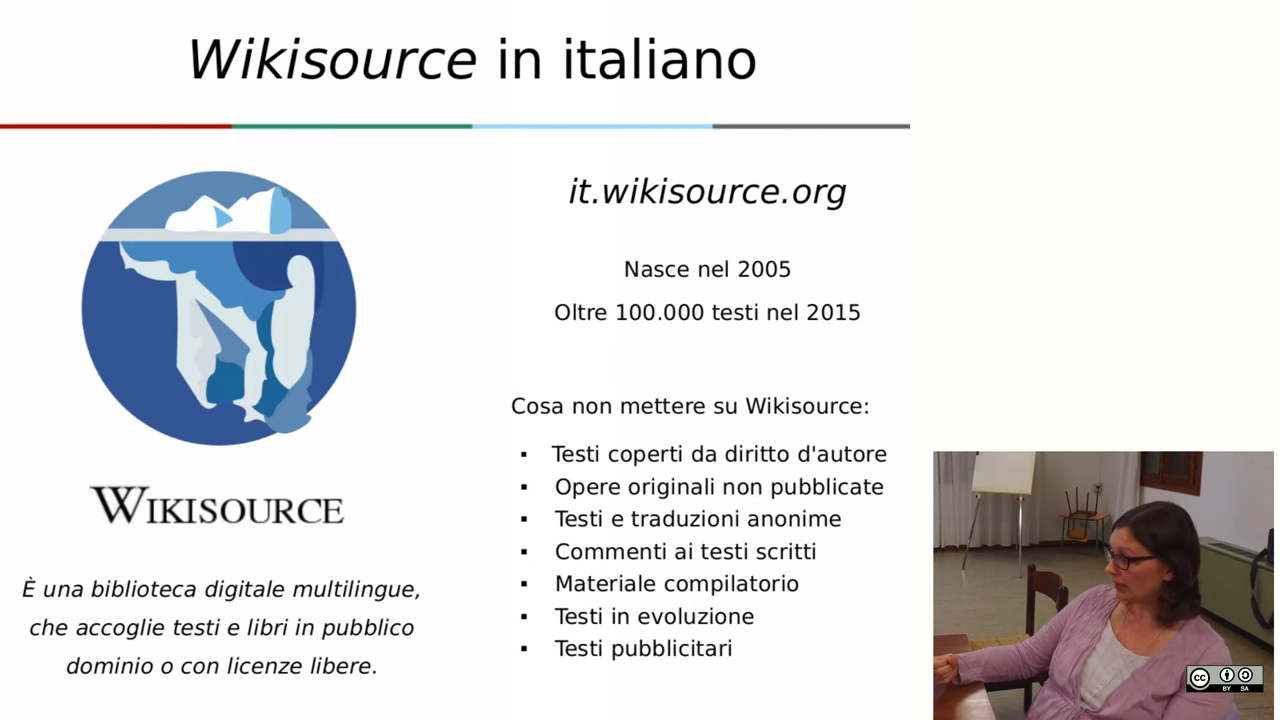 Wikisource in italiano
WIKISOURCE
È una biblioteca digitale multilingue,
che accoglie testi e libri in pubblico
dominio o con licenze libere.
it.wikisource.org
Nasce nel 2005
Oltre 100.000 testi nel 2015
Cosa non mettere su Wikisource:
▪ Testi coperti da diritto d'autore
▪ Opere originali non pubblicate
▪ Testi e traduzioni anonime
▪ Commenti ai testi scritti
▪ Materiale compilatorio
▪ Testi in evoluzione
▪ Testi pubblicitari
cc BY SA